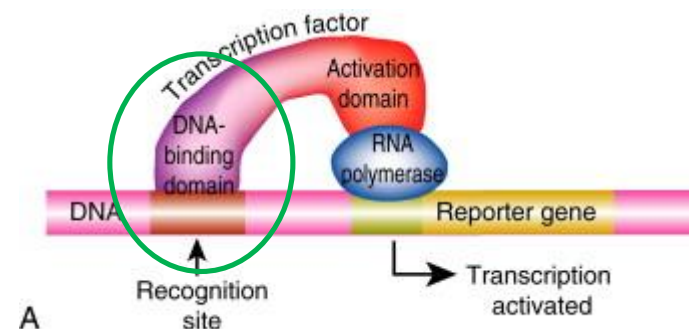 Transcription factor
Activation
domain
DNA-
binding
domain
RNA
polymerase
DNA
Reporter gene
Recognition
site
Transcription
activated
A